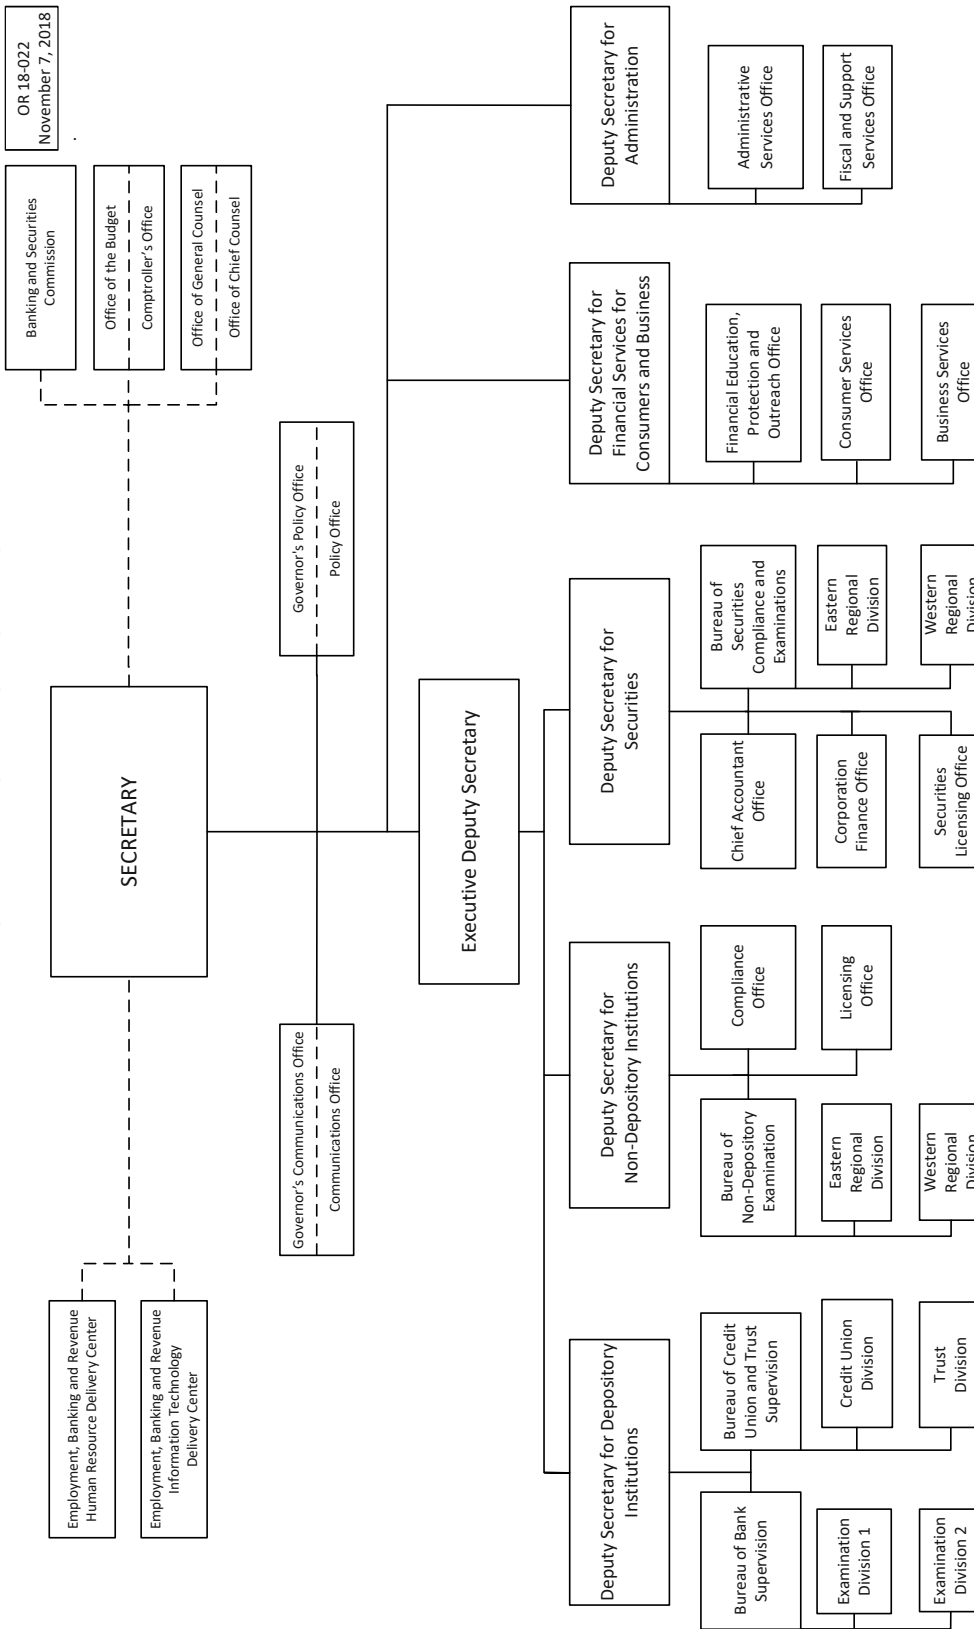 OR 18-022
November 7, 2018
Employment, Banking and Revenue
Human Resource Delivery Center
Employment, Banking and Revenue
Information Technology
Delivery Center
SECRETARY
Banking and Securities
Commission
Office of the Budget
Comptroller's Office
Office of General Counsel
Office of Chief Counsel
Governor's Communications Office
Communications Office
Governor's Policy Office
Policy Office
Executive Deputy Secretary
Deputy Secretary for Depository
Institutions
Bureau of Bank
Supervision
Examination
Division 1
Examination
Division 2
Bureau of Credit
Union and Trust
Supervision
Credit Union
Division
Trust
Division
Deputy Secretary for
Non-Depository Institutions
Bureau of
Non-Depository
Examination
Eastern
Regional
Division
Western
Regional
Division
Compliance
Office
Licensing
Office
Deputy Secretary for
Securities
Chief Accountant
Office
Corporation
Finance Office
Securities
Licensing Office
Bureau of
Securities
Compliance and
Examinations
Eastern
Regional
Division
Western
Regional
Division
Deputy Secretary for
Financial Services for
Consumers and Business
Financial Education,
Protection and
Outreach Office
Consumer Services
Office
Business Services
Office
Deputy Secretary for
Administration
Administrative
Services Office
Fiscal and Support
Services Office